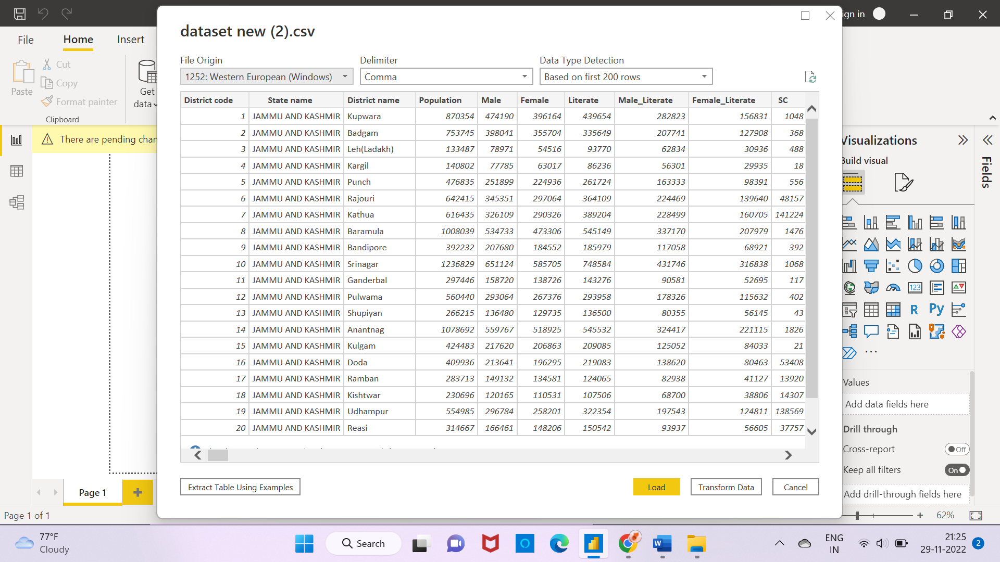 dataset new (2).csv
ign in
File Home Insert
File Origin Delimiter Data Type Detection
1252: Western European (Windows) Comma Based on first 200 rows
Paste Cut Copy Format painter Get data
Clipboard
District code State name District name Population Male Female Literate Male_Literate Female_Literate SC
1 JAMMU AND KASHMIR Kupwara 870354 474190 396164 439654 282823 156831 1048
2 JAMMU AND KASHMIR Badgam 753745 398041 355704 335649 207741 127908 368
3 JAMMU AND KASHMIR Leh(Ladakh) 133487 78971 54516 93770 62834 30936 488
4 JAMMU AND KASHMIR Kargil 140802 77785 63017 86236 56301 29935 18
5 JAMMU AND KASHMIR Punch 476835 251899 224936 261724 163333 98391 556
6 JAMMU AND KASHMIR Rajouri 642415 345351 297064 364109 224469 139640 48157
7 JAMMU AND KASHMIR Kathua 616435 326109 290326 389204 228499 160705 141224
8 JAMMU AND KASHMIR Baramula 1008039 534733 473306 545149 337170 207979 1476
9 JAMMU AND KASHMIR Bandipore 392232 207680 184552 185979 117058 68921 392
10 JAMMU AND KASHMIR Srinagar 1236829 651124 585705 748584 431746 316838 1068
11 JAMMU AND KASHMIR Ganderbal 297446 158720 138726 143276 90581 52695 117
12 JAMMU AND KASHMIR Pulwama 560440 293064 267376 293958 178326 115632 402
13 JAMMU AND KASHMIR Shupiyan 266215 136480 129735 136500 80355 56145 43
14 JAMMU AND KASHMIR Anantnag 1078692 559767 518925 545532 324417 221115 1826
15 JAMMU AND KASHMIR Kulgam 424483 217620 206863 209085 125052 84033 21
16 JAMMU AND KASHMIR Doda 409936 213641 196295 219083 138620 80463 53408
17 JAMMU AND KASHMIR Ramban 283713 149132 134581 124065 82938 41127 13920
18 JAMMU AND KASHMIR Kishtwar 230696 120165 110531 107506 68700 38806 14307
19 JAMMU AND KASHMIR Udhampur 554985 296784 258201 322354 197543 124811 138569
20 JAMMU AND KASHMIR Reasi 314667 166461 148206 150542 93937 56605 37757
There are pending chan
Extract Table Using Examples Load Transform Data Cancel
Visualizations
Build visual
Fields
123
R Py
...
Values
Add data fields here
Drill through
Cross-report Off
Keep all filters On
Add drill-through fields here
Page 1 +
Page 1 of 1
+ 62%
77°F
Cloudy
Search
W
ENG
IN
21:25
29-11-2022
2